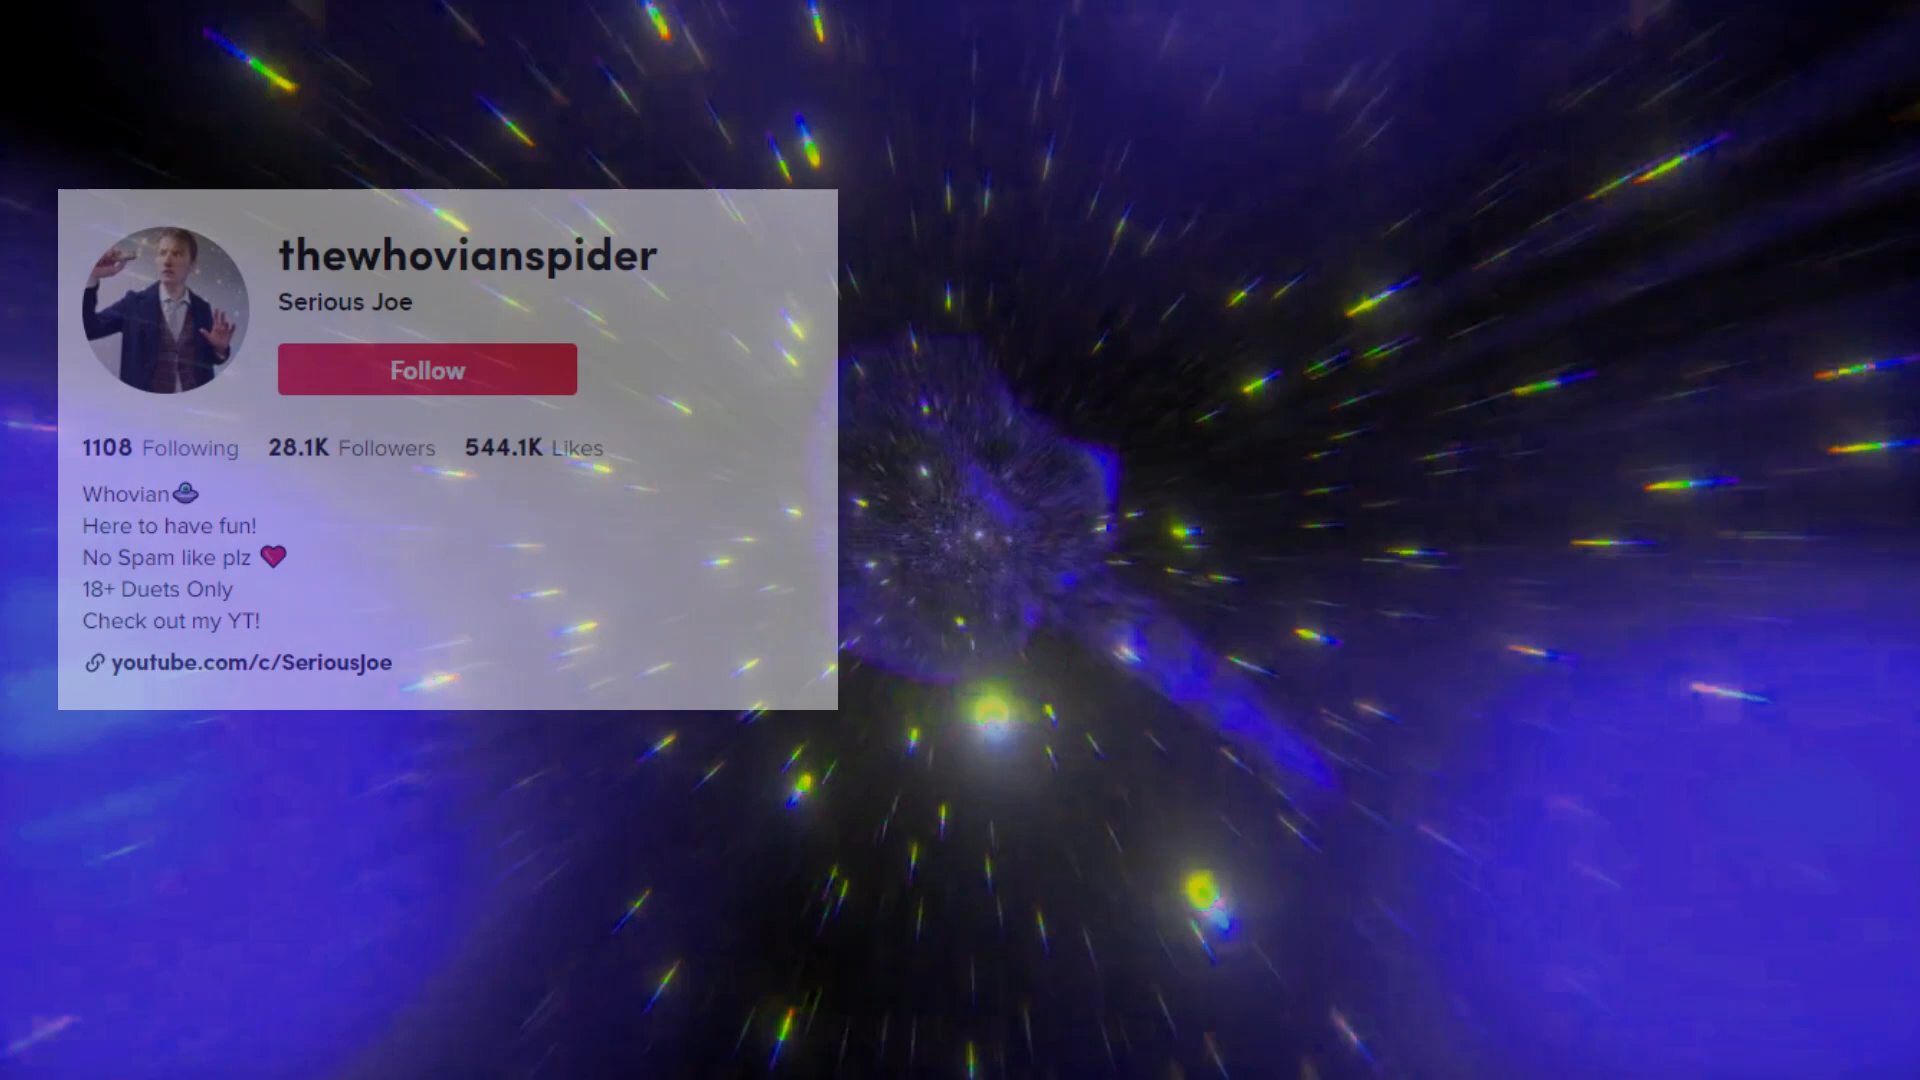 thewhovianspider
Serious Joe
Follow
1108 Following 28.1K Followers 544.1K Likes
Whovian🛸
Here to have fun!
No Spam like plz 💗
18+ Duets Only
Check out my YT!
youtube.com/c/SeriousJoe